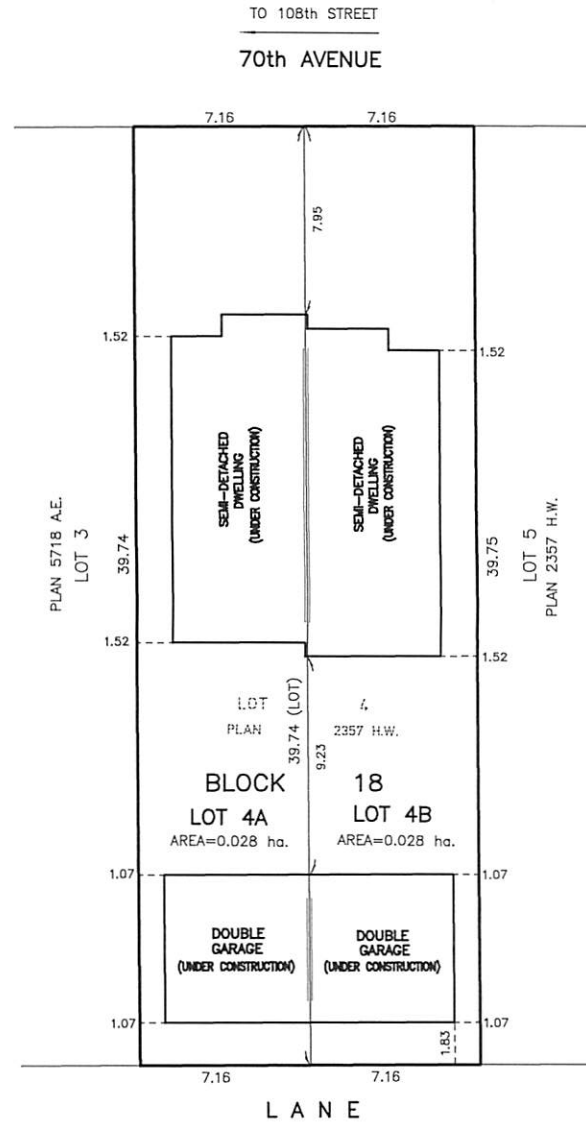 TO 108th STREET
70th AVENUE
7.16
7.16
7.95
1.52
1.52
SEMI-DETACHED
DWELLING
(UNDER CONSTRUCTION)
SEMI-DETACHED
DWELLING
(UNDER CONSTRUCTION)
PLAN 5718 A.E.
LOT 3
39.74
39.75
LOT 5
PLAN 2357 H.W.
1.52
1.52
LOT 4
PLAN 2357 H.W.
39.74 (LOT)
9.23
BLOCK 18
LOT 4A
LOT 4B
AREA=0.028 ha.
AREA=0.028 ha.
1.07
1.07
DOUBLE
GARAGE
(UNDER CONSTRUCTION)
DOUBLE
GARAGE
(UNDER CONSTRUCTION)
1.07
1.07
1.83
7.16
7.16
LANE